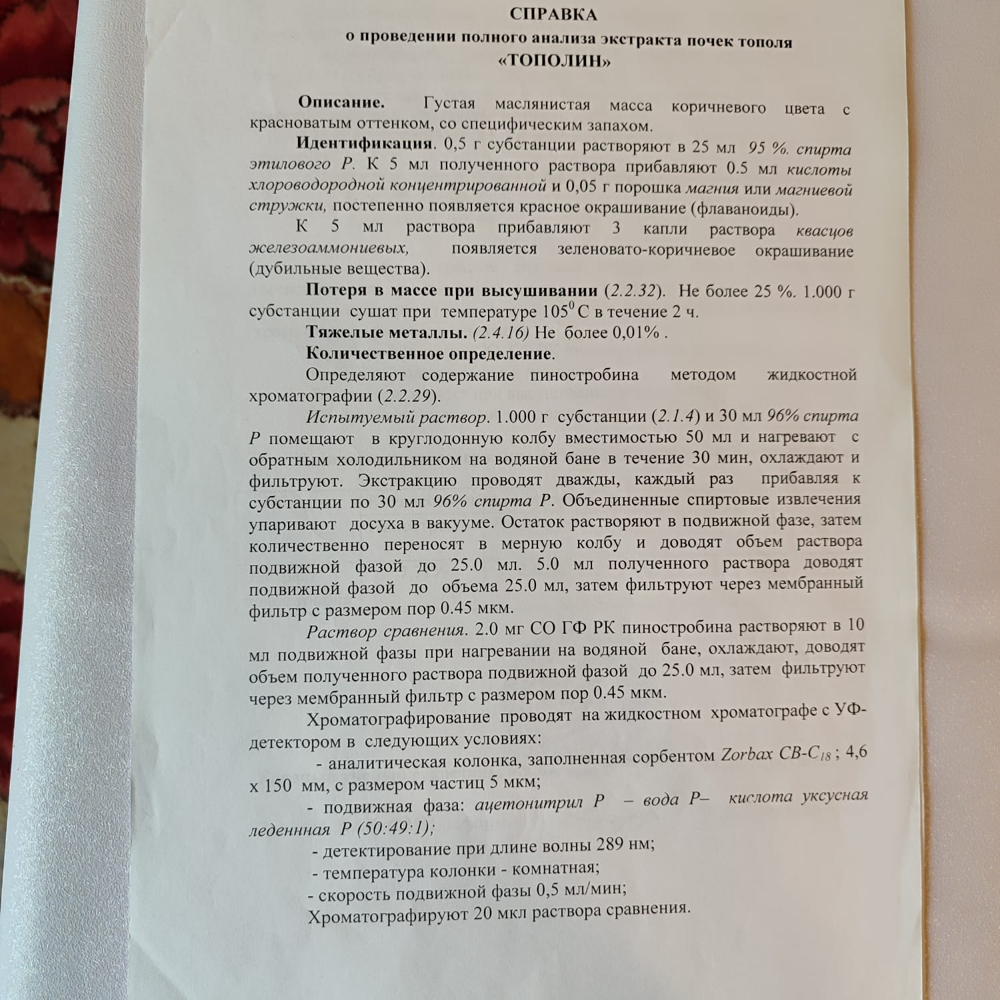 СПРАВКА
о проведении полного анализа экстракта почек тополя
«ТОПОЛИН»
Описание. Густая маслянистая масса коричневого цвета с
красноватым оттенком, со специфическим запахом.
Идентификация. 0,5 г субстанции растворяют в 25 мл 95 %. спирта
этилового Р. К 5 мл полученного раствора прибавляют 0.5 мл кислоты
хлороводородной концентрированной и 0,05 г порошка магния или магниевой
стружки, постепенно появляется красное окрашивание (флаваноиды).
К 5 мл раствора прибавляют 3 капли раствора квасцов
железоаммониевых, появляется зеленовато-коричневое окрашивание
(дубильные вещества).
Потеря в массе при высушивании (2.2.32). Не более 25 %. 1.000 г
субстанции сушат при температуре 105⁰ С в течение 2 ч.
Тяжелые металлы. (2.4.16) Не более 0,01% .
Количественное определение.
Определяют содержание пиностробина методом жидкостной
хроматографии (2.2.29).
Испытуемый раствор. 1.000 г субстанции (2.1.4) и 30 мл 96% спирта
Р помещают в круглодонную колбу вместимостью 50 мл и нагревают с
обратным холодильником на водяной бане в течение 30 мин, охлаждают и
фильтруют. Экстракцию проводят дважды, каждый раз прибавляя к
субстанции по 30 мл 96% спирта Р. Объединенные спиртовые извлечения
упаривают досуха в вакууме. Остаток растворяют в подвижной фазе, затем
количественно переносят в мерную колбу и доводят объем раствора
подвижной фазой до 25.0 мл. 5.0 мл полученного раствора доводят
подвижной фазой до объема 25.0 мл, затем фильтруют через мембранный
фильтр с размером пор 0.45 мкм.
Раствор сравнения. 2.0 мг СО ГФ РК пиностробина растворяют в 10
мл подвижной фазы при нагревании на водяной бане, охлаждают, доводят
объем полученного раствора подвижной фазой до 25.0 мл, затем фильтруют
через мембранный фильтр с размером пор 0.45 мкм.
Хроматографирование проводят на жидкостном хроматографе с УФ-
детектором в следующих условиях:
- аналитическая колонка, заполненная сорбентом Zorbax CB-C₁₈ ; 4,6
х 150 мм, с размером частиц 5 мкм;
- подвижная фаза: ацетонитрил Р – вода Р– кислота уксусная
леденнная Р (50:49:1);
- детектирование при длине волны 289 нм;
- температура колонки - комнатная;
- скорость подвижной фазы 0,5 мл/мин;
Хроматографируют 20 мкл раствора сравнения.